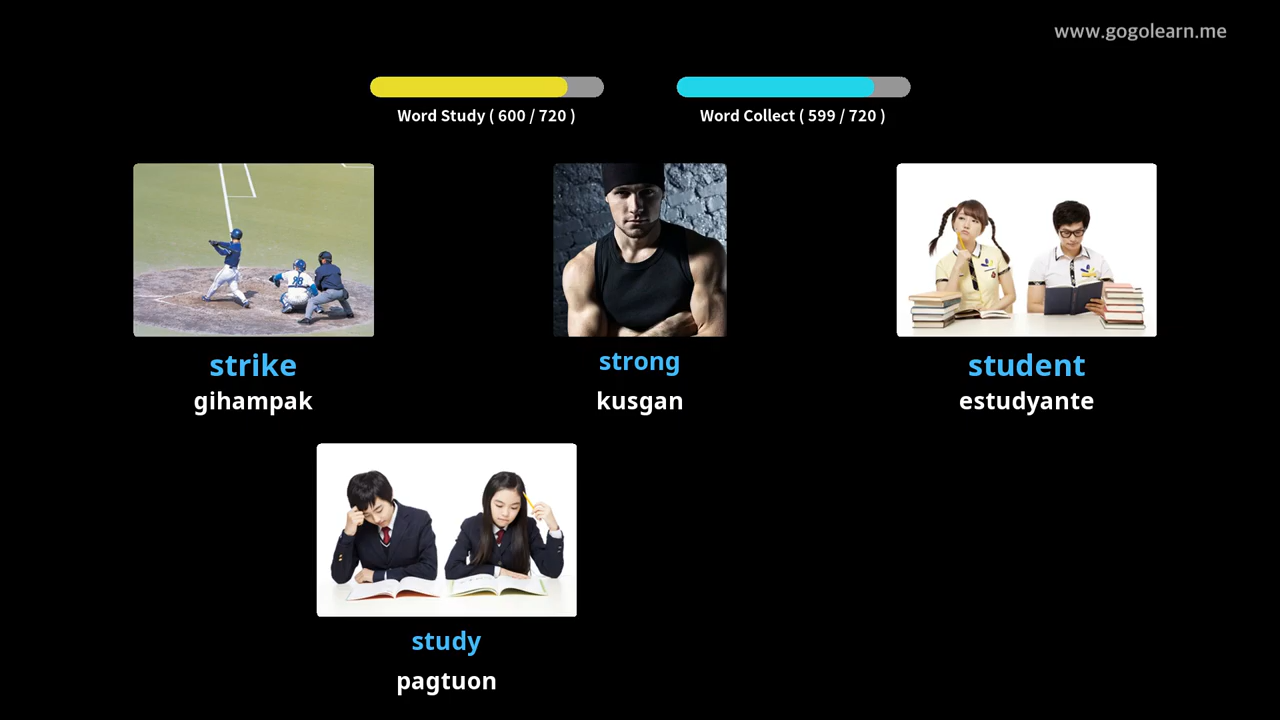 www.gogolearn.me
Word Study ( 600 / 720 )
Word Collect ( 599 / 720 )
strike
gihampak
strong
kusgan
student
estudyante
study
pagtuon